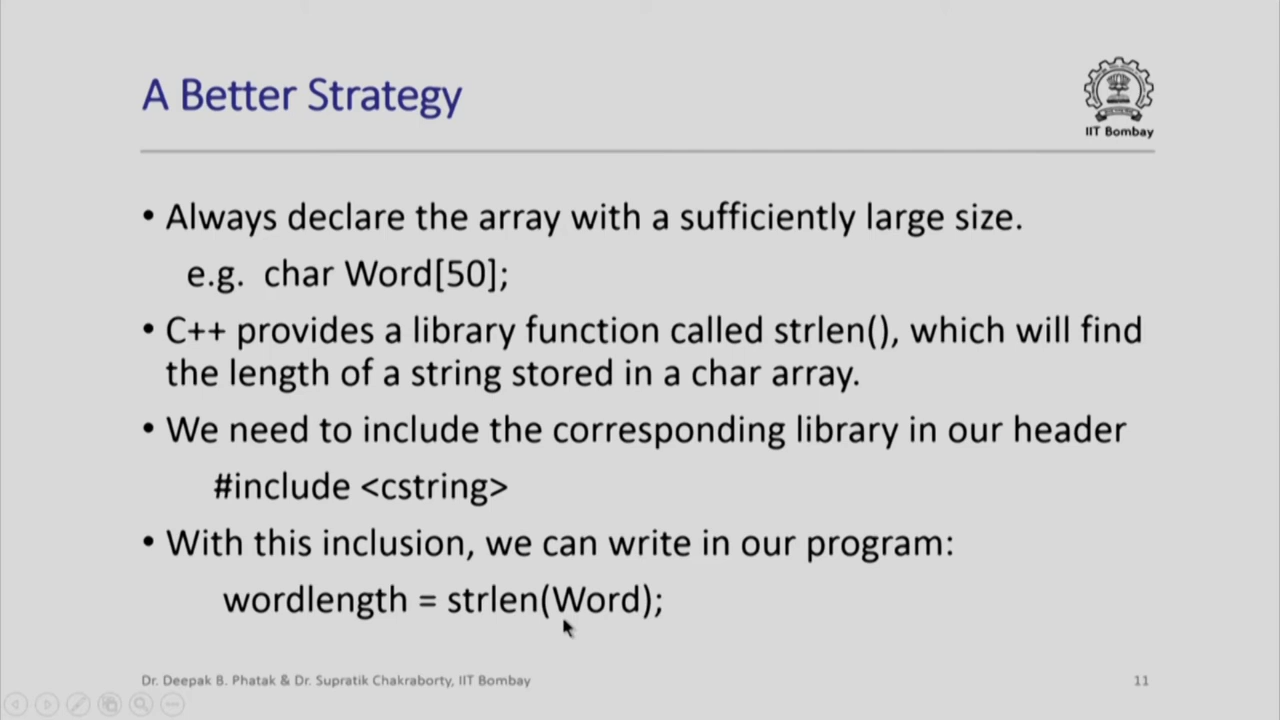 A Better Strategy
IIT Bombay
• Always declare the array with a sufficiently large size.
e.g. char Word[50];
• C++ provides a library function called strlen(), which will find
the length of a string stored in a char array.
• We need to include the corresponding library in our header
#include <cstring>
• With this inclusion, we can write in our program:
wordlength = strlen(Word);
Dr. Deepak B. Phatak & Dr. Supratik Chakraborty, IIT Bombay
11